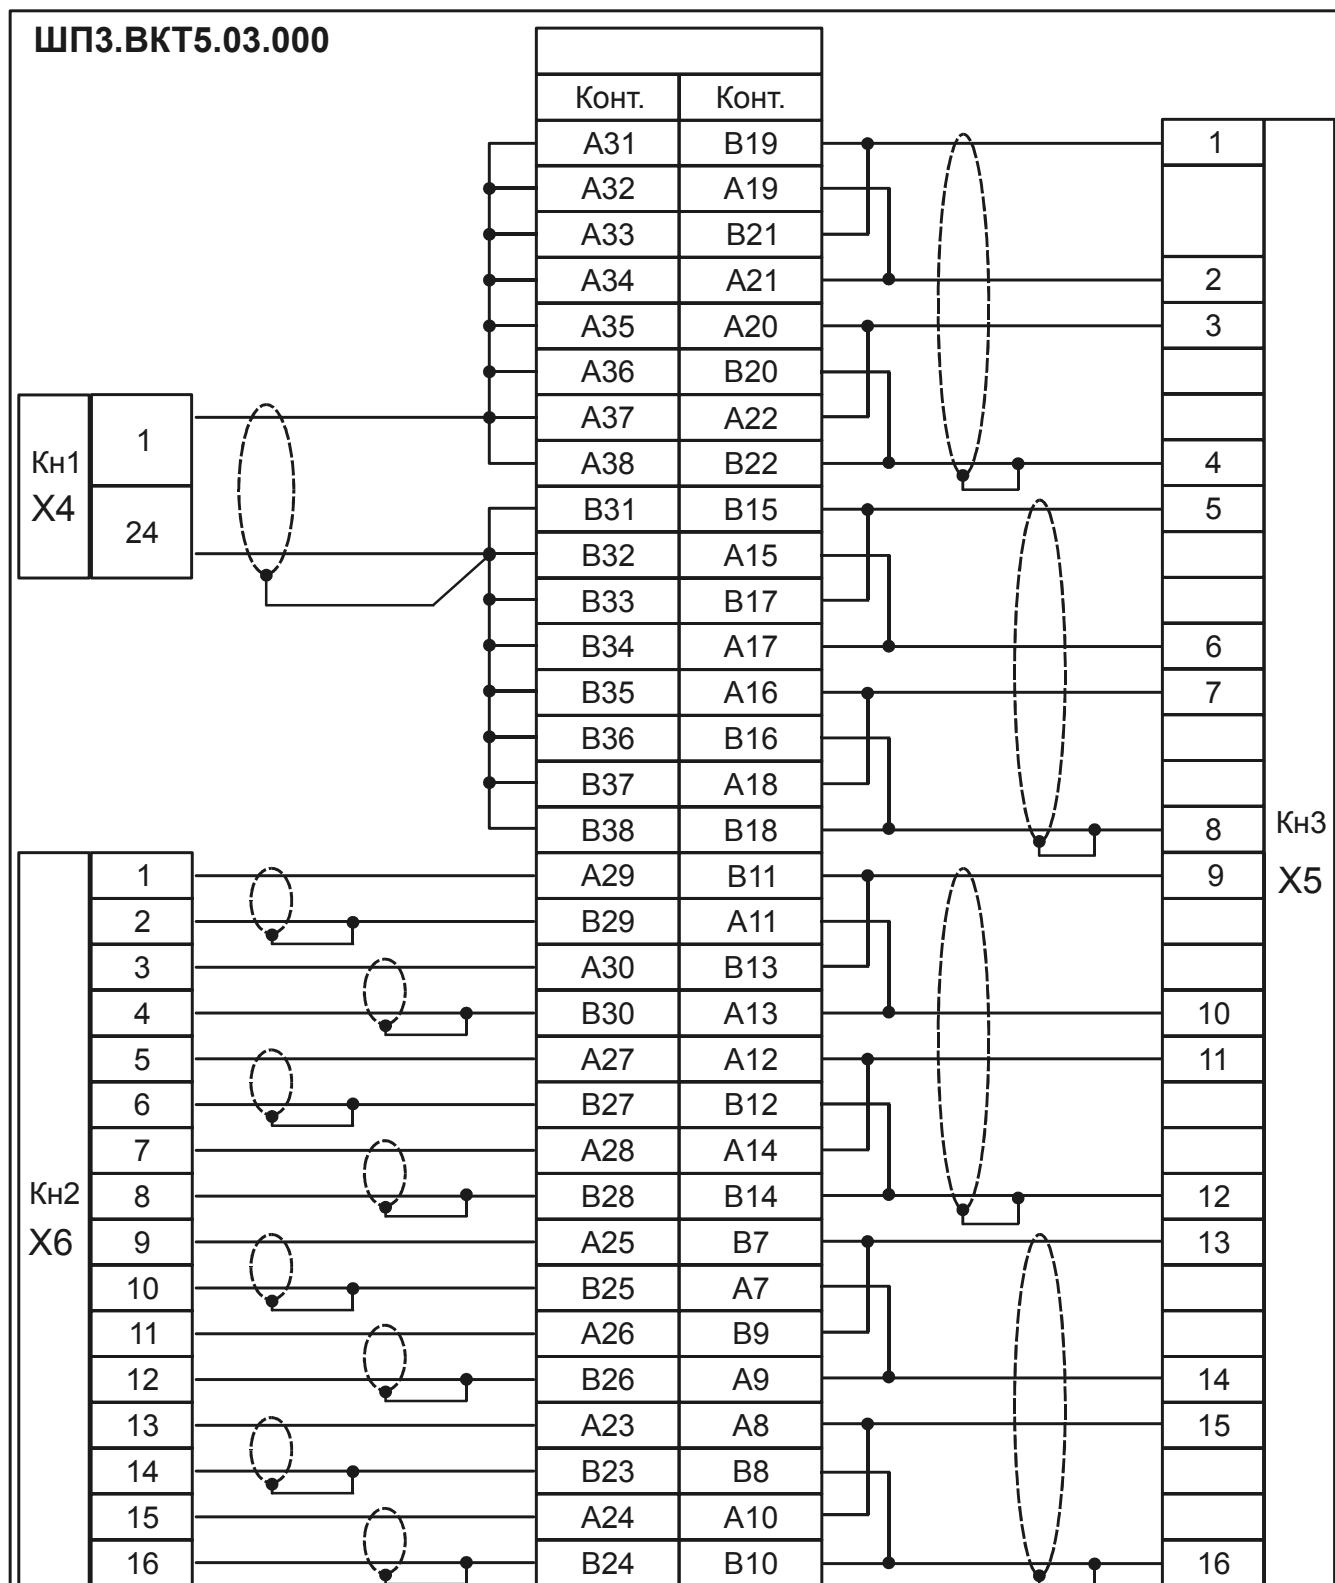 ШП3.ВКТ5.03.000
Конт. Конт.
А31 В19 1
А32 А19
А33 В21
А34 А21 2
А35 А20 3
А36 В20
А37 А22
1
А38 В22 4
Кн1
Х4
В31 В15 5
24
В32 А15
В33 В17
В34 А17 6
В35 А16 7
В36 В16
В37 А18
В38 В18 8 Кн3
1 А29 В11 9 Х5
2 В29 А11
3 А30 В13
4 В30 А13 10
5 А27 А12 11
6 В27 В12
7 А28 А14
Кн2 8 В28 В14 12
Х6 9 А25 В7 13
10 В25 А7
11 А26 В9
12 В26 А9 14
13 А23 А8 15
14 В23 В8
15 А24 А10
16 В24 В10 16